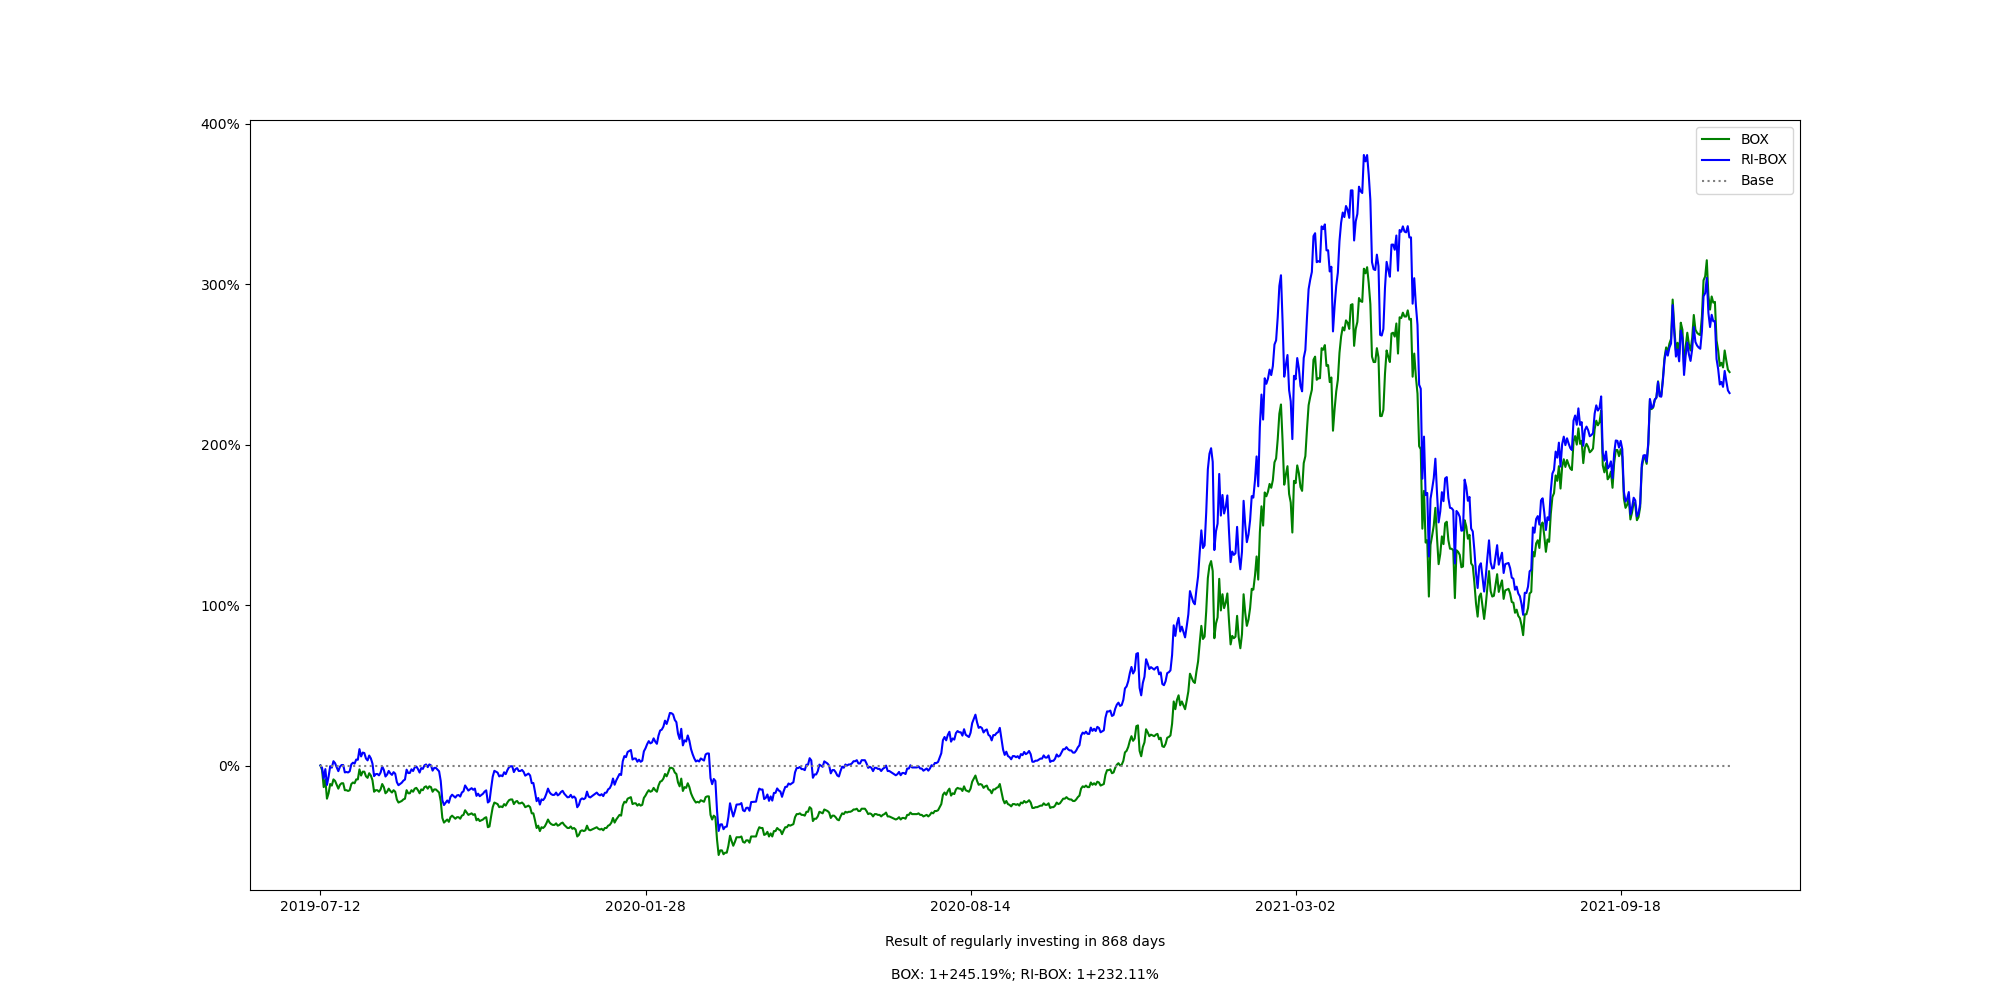 400%
300%
200%
100%
0%
BOX
RI-BOX
Base
2019-07-12 2020-01-28 2020-08-14 2021-03-02 2021-09-18
Result of regularly investing in 868 days
BOX: 1+245.19%; RI-BOX: 1+232.11%